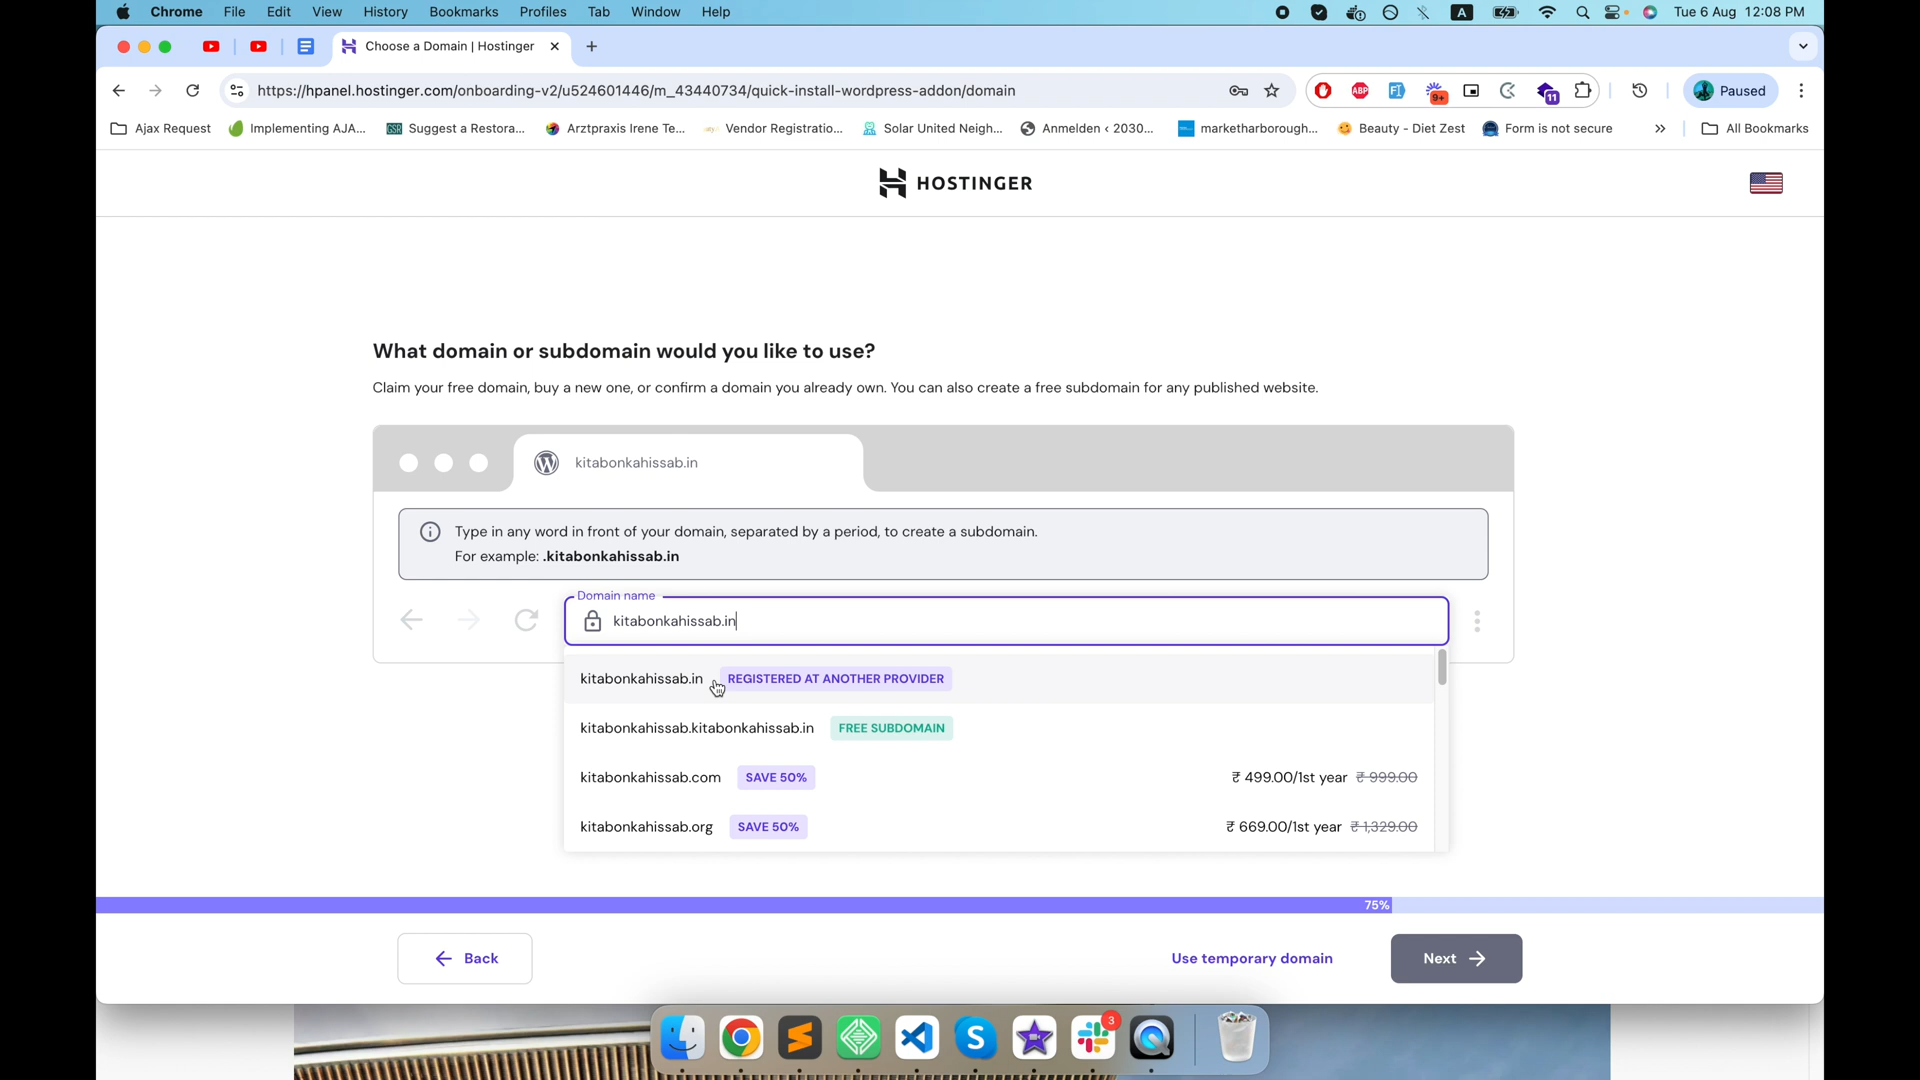 Chrome File Edit View History Bookmarks Profiles Tab Window Help
A
Tue 6 Aug 12:08 PM
Choose a Domain | Hostinger
https://hpanel.hostinger.com/onboarding-v2/u524601446/m_43440734/quick-install-wordpress-addon/domain
ABP
9+
11
Paused
Ajax Request
Implementing AJA...
GSR
Suggest a Restora...
Arztpraxis Irene Te...
Vendor Registratio...
Solar United Neigh...
Anmelden ‹ 2030...
marketharborough...
Beauty - Diet Zest
Form is not secure
»
All Bookmarks
HOSTINGER
What domain or subdomain would you like to use?
Claim your free domain, buy a new one, or confirm a domain you already own. You can also create a free subdomain for any published website.
kitabonkahissab.in
Type in any word in front of your domain, separated by a period, to create a subdomain.
For example: .kitabonkahissab.in
Domain name
kitabonkahissab.in
kitabonkahissab.in REGISTERED AT ANOTHER PROVIDER
kitabonkahissab.kitabonkahissab.in FREE SUBDOMAIN
kitabonkahissab.com SAVE 50% ₹ 499.00/1st year ₹ 999.00
kitabonkahissab.org SAVE 50% ₹ 669.00/1st year ₹ 1,329.00
75%
Back
Use temporary domain
Next
S
3